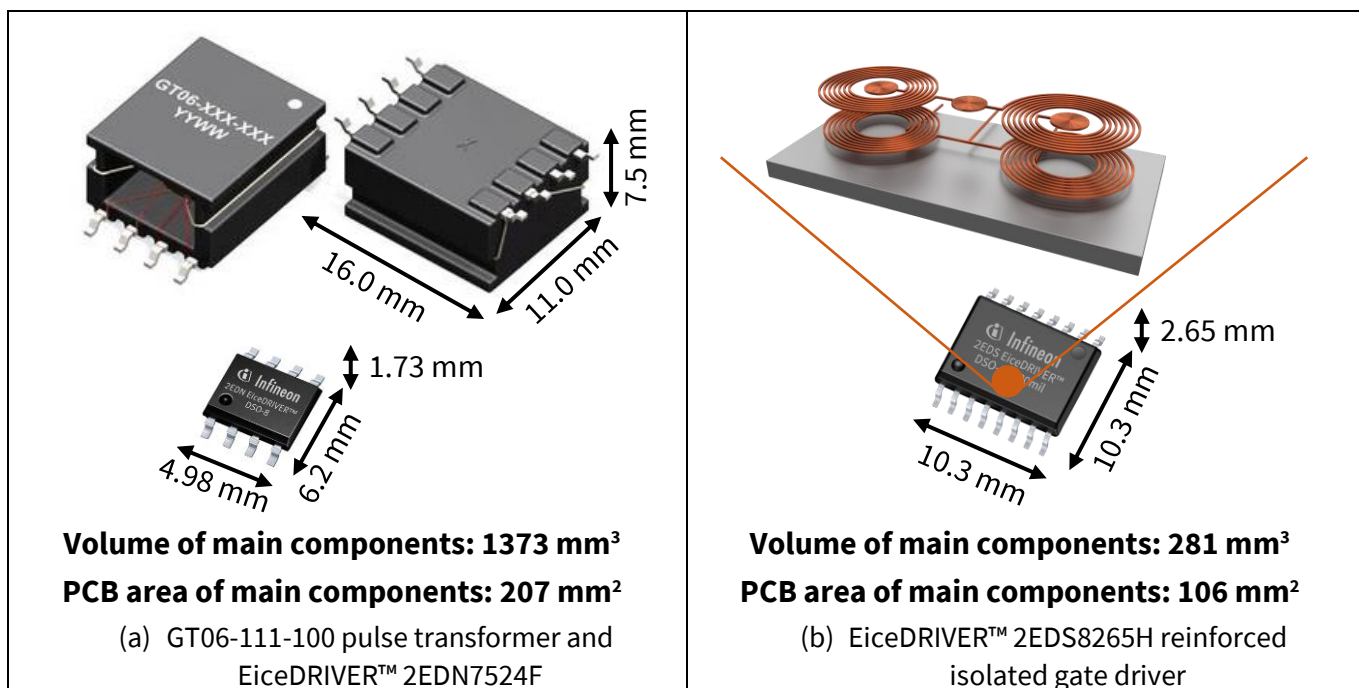 GT06-XXX-XXX
YYWW
7.5 mm
16.0 mm
11.0 mm
Infineon
2EDN EiceDRIVER™
DSO-8
1.73 mm
6.2 mm
4.98 mm
Volume of main components: 1373 mm³
PCB area of main components: 207 mm²
(a) GT06-111-100 pulse transformer and
EiceDRIVER™ 2EDN7524F
Infineon
2EDS EiceDRIVER™
2.65 mm
10.3 mm
10.3 mm
Volume of main components: 281 mm³
PCB area of main components: 106 mm²
(b) EiceDRIVER™ 2EDS8265H reinforced
isolated gate driver